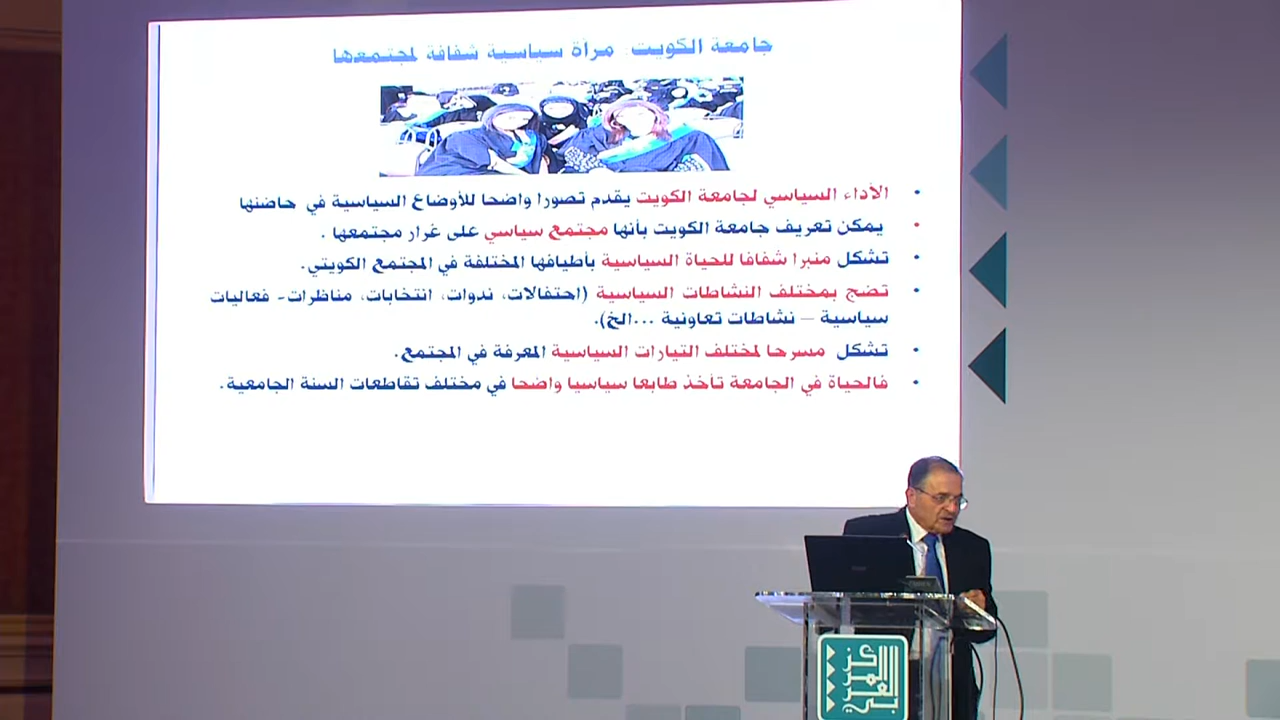 جامعة الكويت: مرآة سياسية شفافة لمجتمعها
• الأداء السياسي لجامعة الكويت يقدم تصورا واضحا للأوضاع السياسية في حاضنها
• يمكن تعريف جامعة الكويت بأنها مجتمع سياسي على غرار مجتمعها .
• تشكل منبرا شفافا للحياة السياسية بأطيافها المختلفة في المجتمع الكويتي.
• تضج بمختلف النشاطات السياسية (احتفالات، ندوات، انتخابات، مناظرات- فعاليات
سياسية – نشاطات تعاونية ...الخ).
• تشكل مسرحا لمختلف التيارات السياسية المعرفة في المجتمع.
• فالحياة في الجامعة تأخذ طابعا سياسيا واضحا في مختلف تقاطعات السنة الجامعية.
المركز
العربي